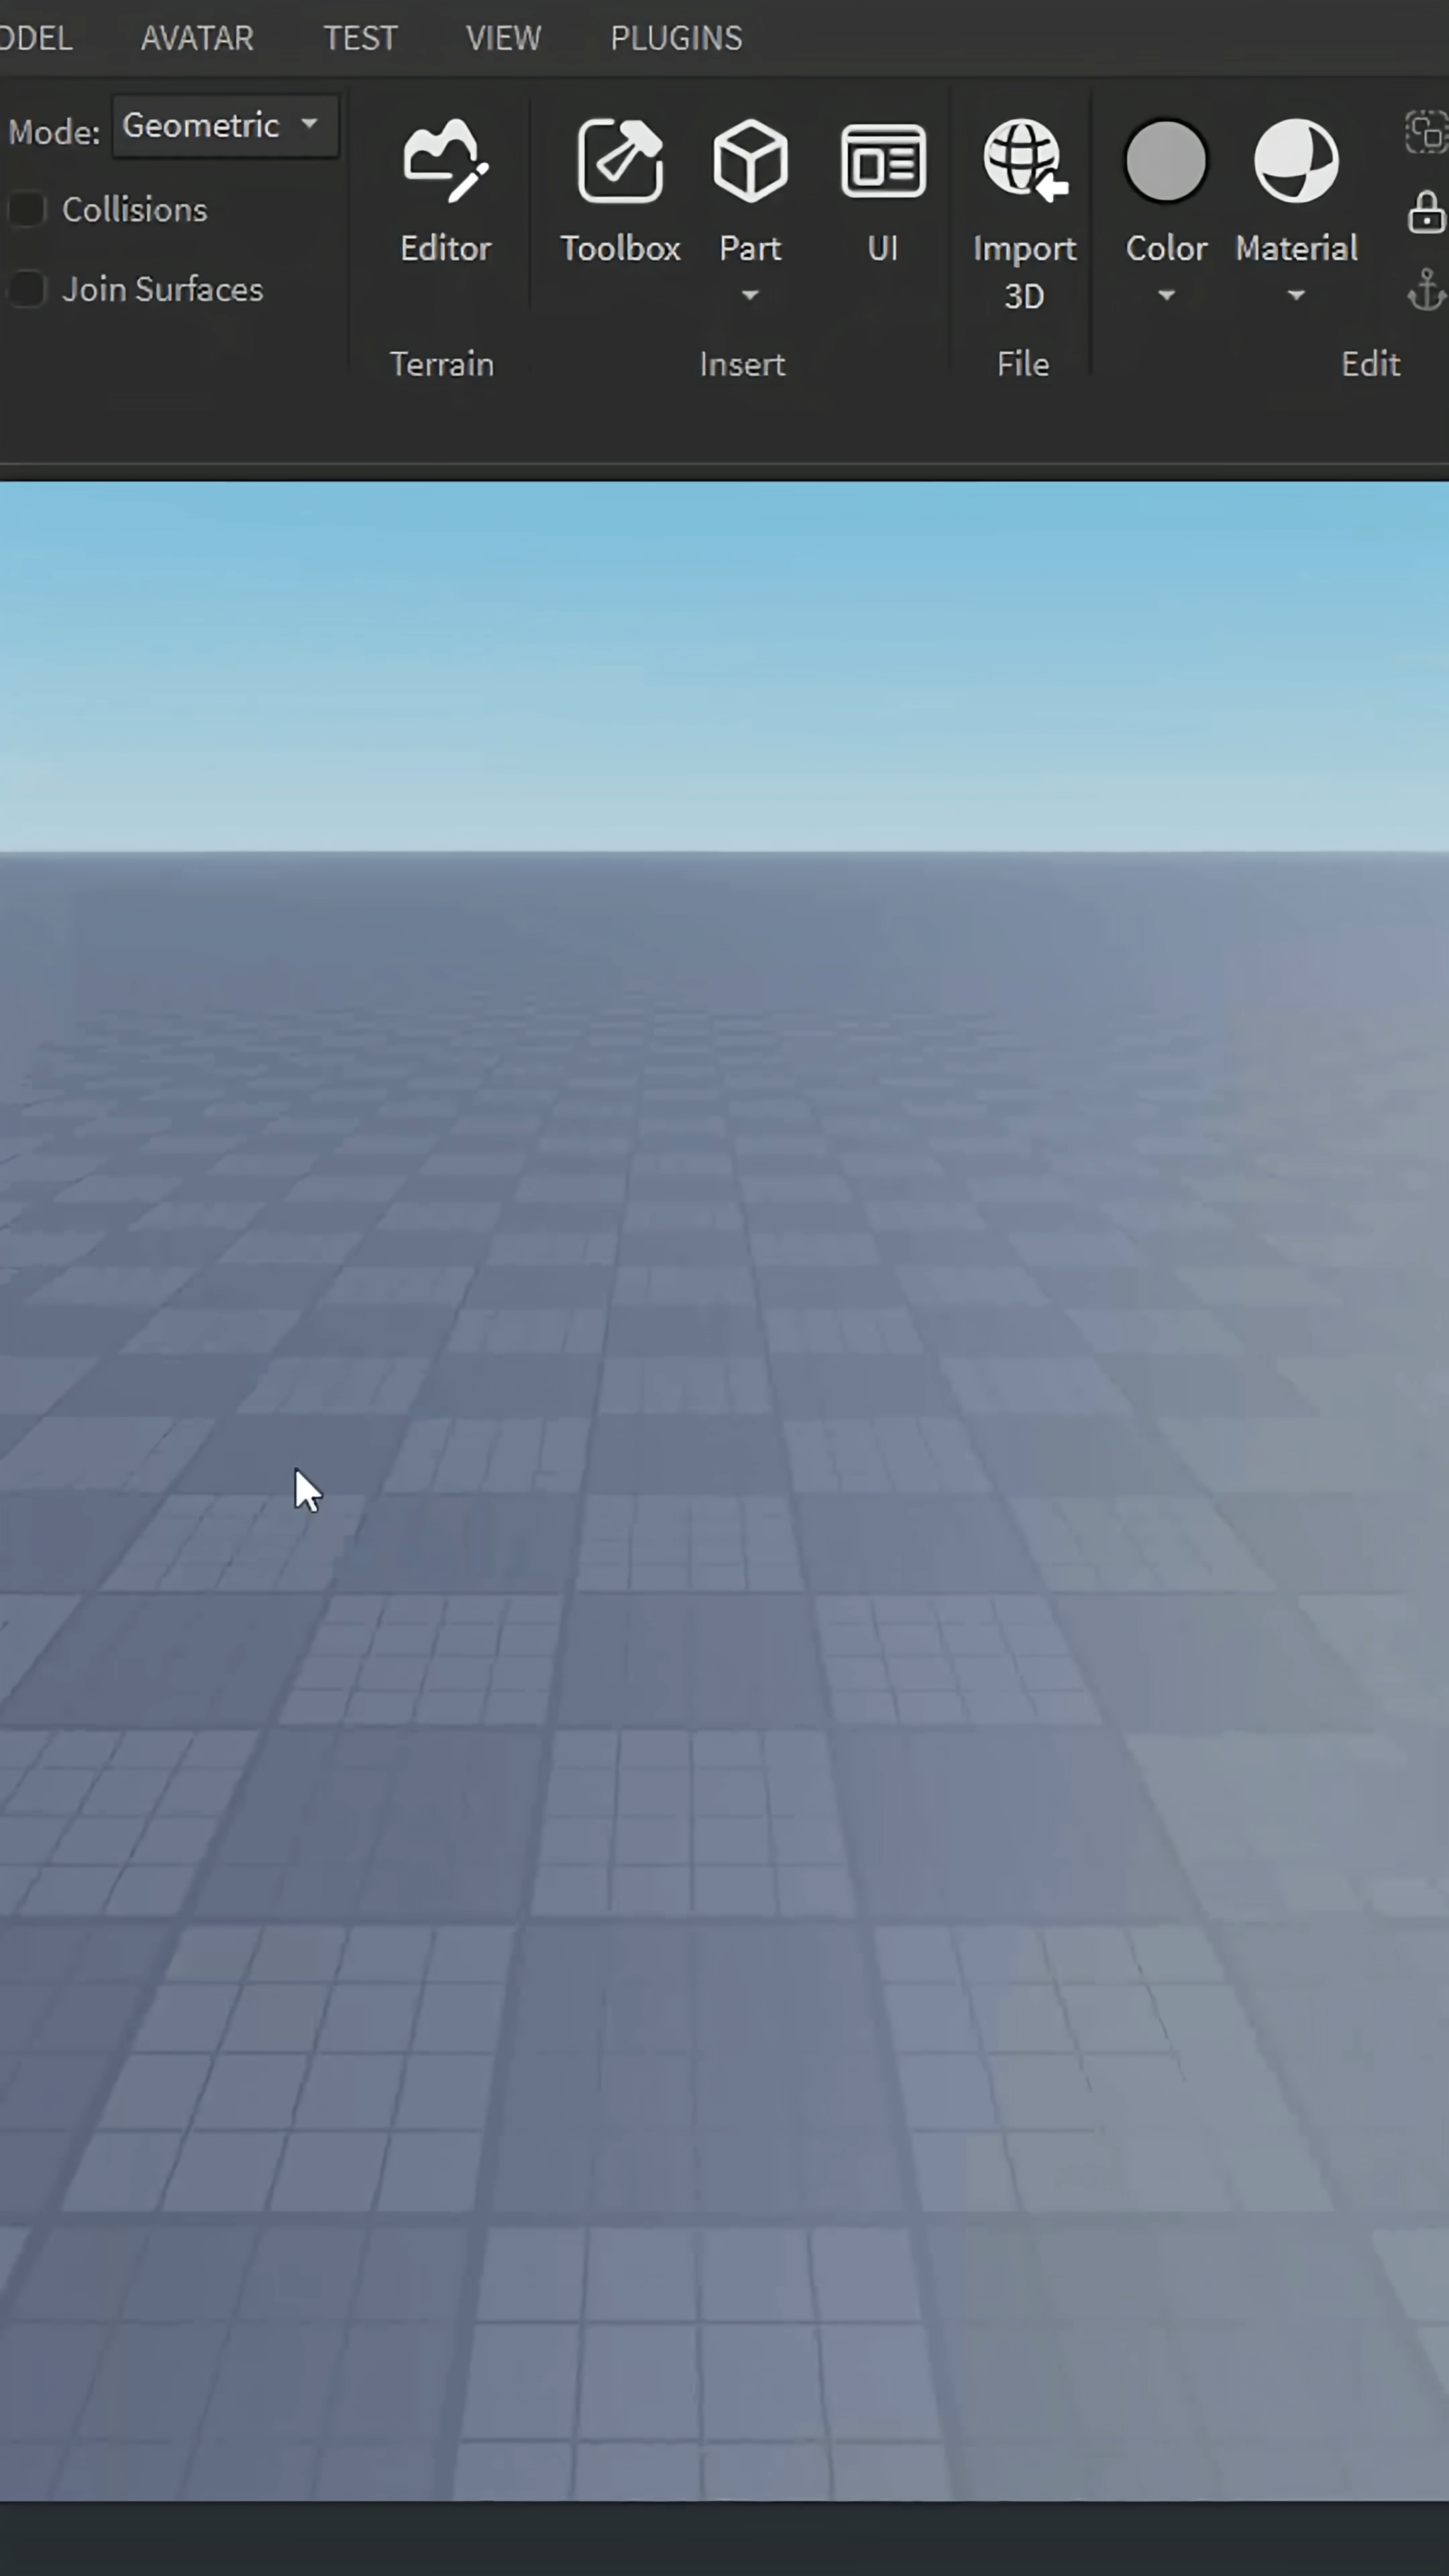 ODEL AVATAR TEST VIEW PLUGINS
Mode: Geometric
Collisions
Join Surfaces
Editor
Terrain
Toolbox Part UI
Insert
Import
3D
File
Color Material
Edit